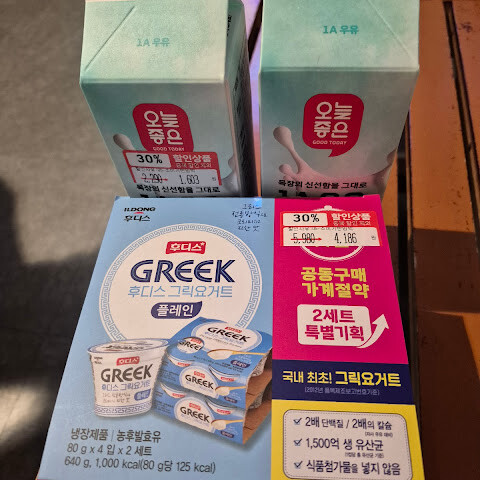 1A 우유
1A 우유
오늘
좋은
GOOD TODAY
오늘
좋은
GOOD TODAY
30% 할인상품
2,290 1,603
목장의 신선함을 그대로
목장의 신선함을 그대로
ILDONG
후디스
후디스
GREEK
후디스 그릭요거트
플레인
30% 할인상품
5,980 4,186
공동구매
가계절약
2세트
특별기획
국내 최초! 그릭요거트
후디스
GREEK
GREEK
GREEK
2배 단백질 / 2배의 칼슘
1,500억 생 유산균
식품첨가물을 넣지 않음
냉장제품 / 농후발효유
80 g x 4입 x 2 세트
640 g, 1,000 kcal(80 g당 125 kcal)